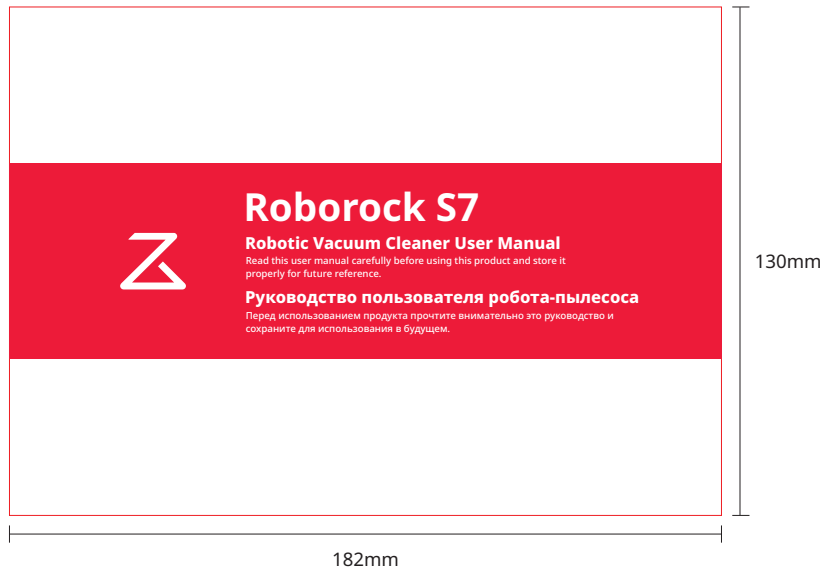 Roborock S7
Robotic Vacuum Cleaner User Manual
Read this user manual carefully before using this product and store it
properly for future reference.
Руководство пользователя робота-пылесоса
Перед использованием продукта прочтите внимательно это руководство и
сохраните для использования в будущем.
130mm
182mm